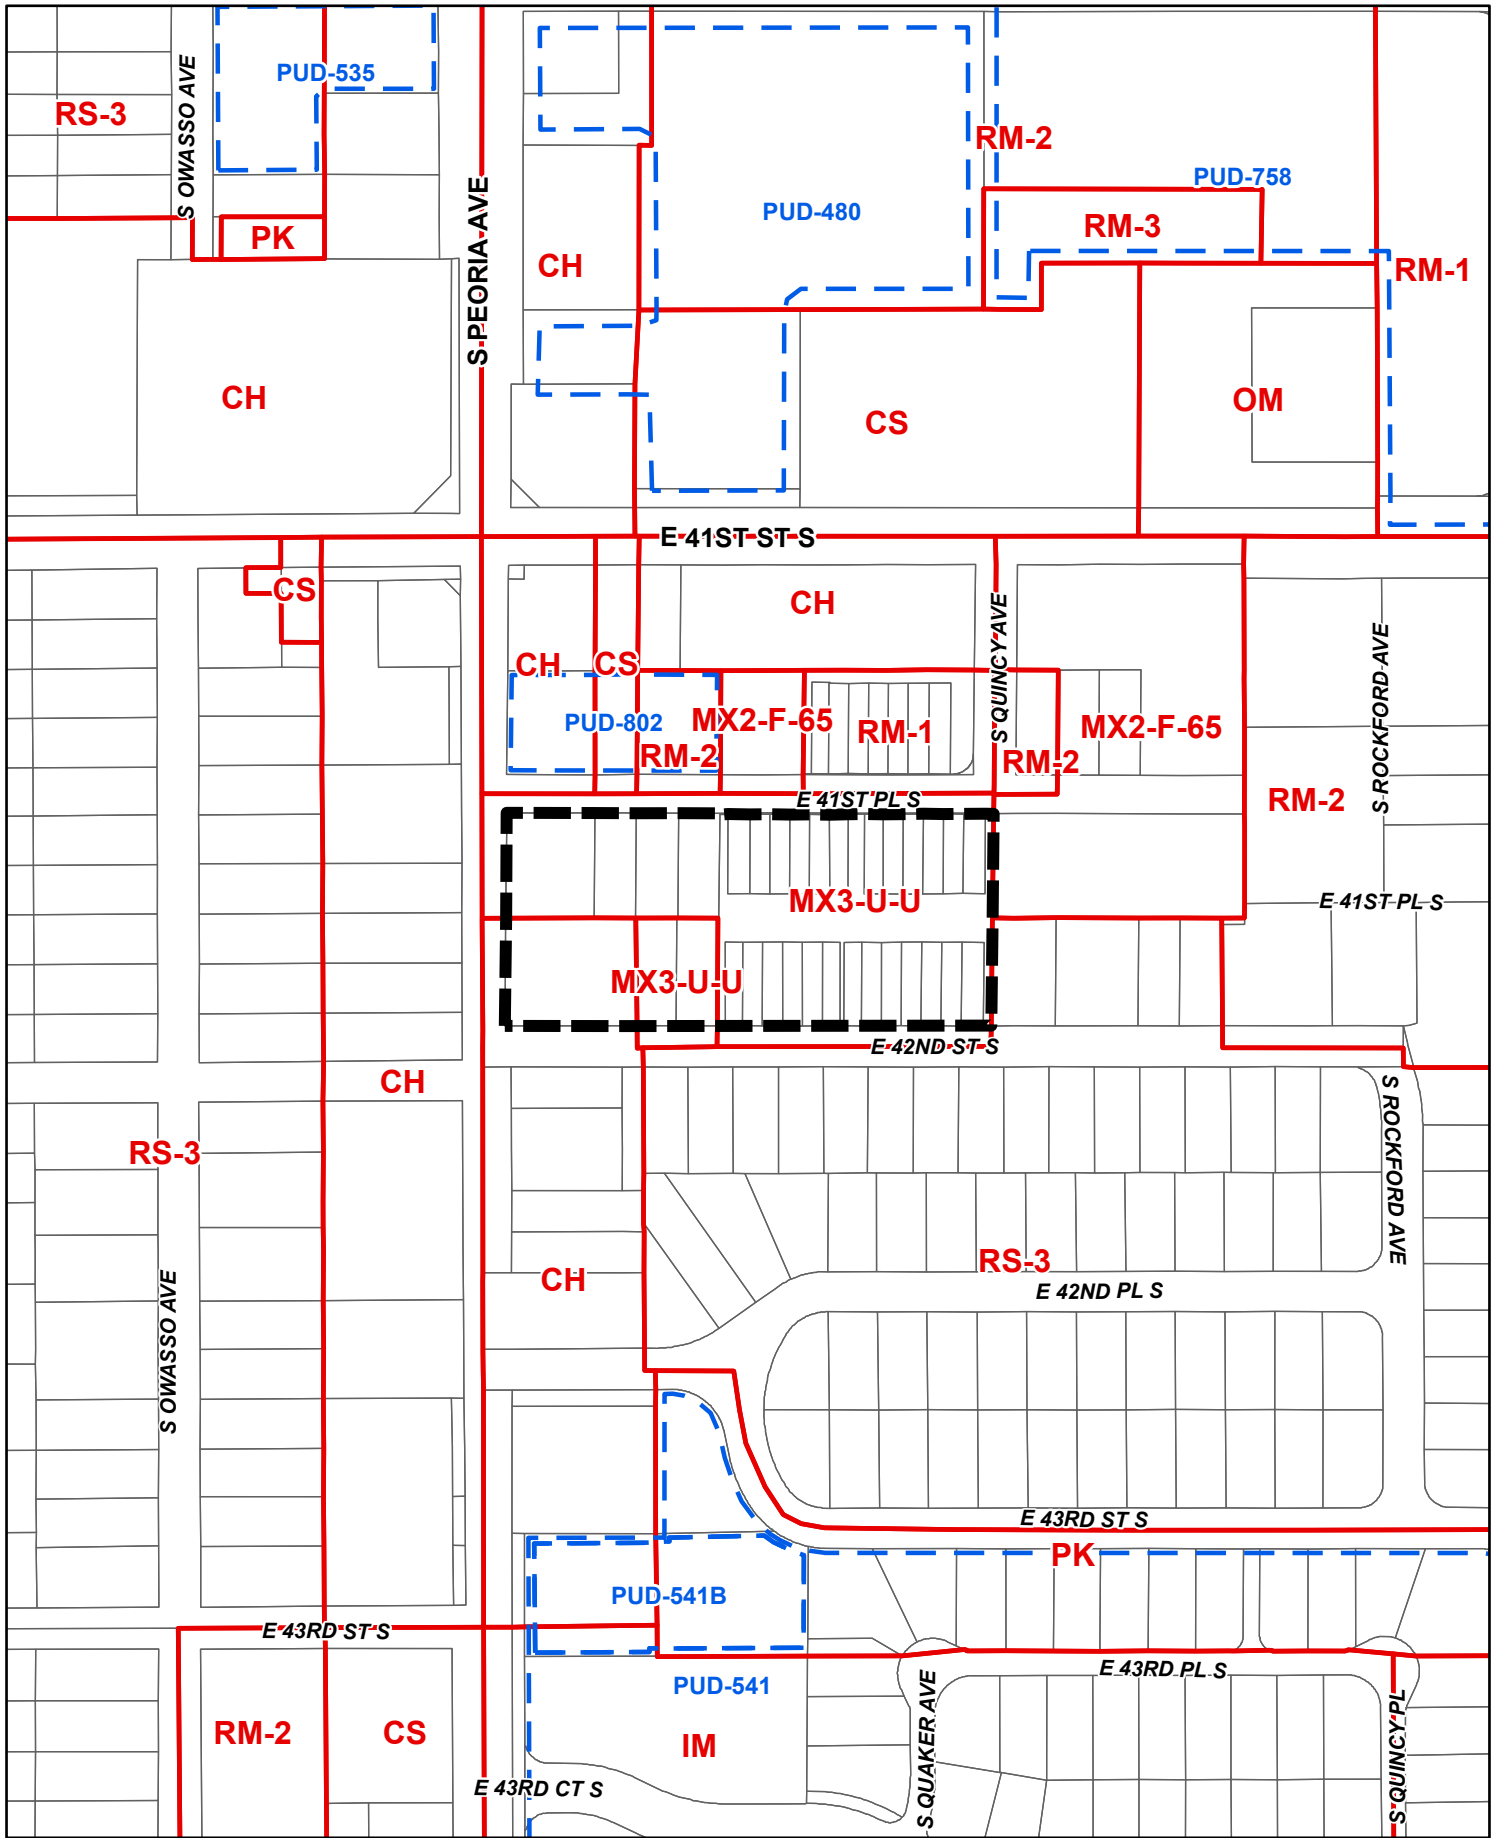 PUD-535
RS-3
S OWASSO AVE
RM-2
PUD-758
S PEORIA AVE
PUD-480
RM-3
PK
CH
RM-1
CH
OM
CS
E 41ST ST S
CS
CH
S QUINCY AVE
S ROCKFORD AVE
CH
CS
PUD-802
MX2-F-65
RM-1
MX2-F-65
RM-2
RM-2
E 41ST PL S
RM-2
MX3-U-U
E 41ST PL S
MX3-U-U
E 42ND ST S
CH
S ROCKFORD AVE
RS-3
RS-3
CH
E 42ND PL S
S OWASSO AVE
E 43RD ST S
PK
PUD-541B
E 43RD ST S
E 43RD PL S
PUD-541
S QUAKER AVE
S QUINCY PL
RM-2
CS
IM
E 43RD CT S